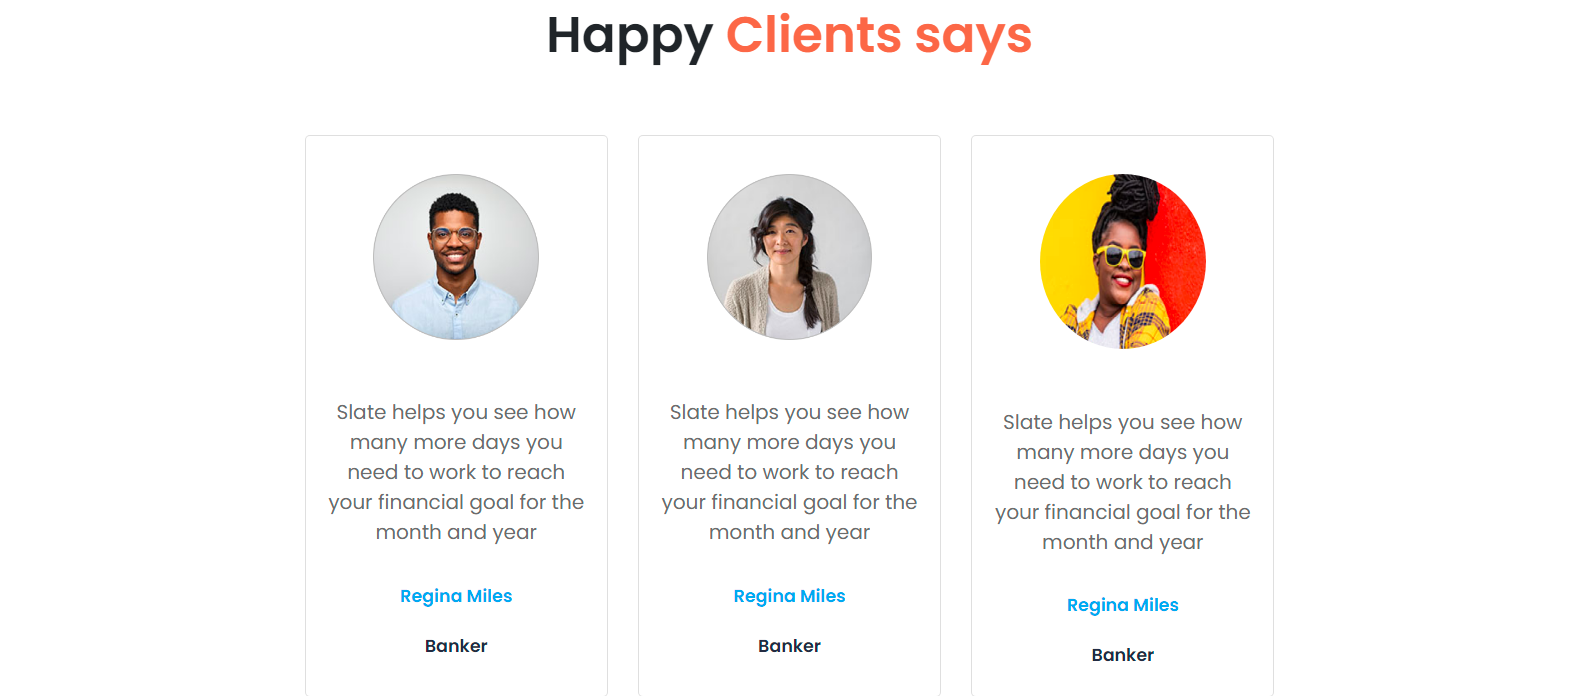 Happy Clients says
Slate helps you see how
many more days you
need to work to reach
your financial goal for the
month and year
Regina Miles
Banker
Slate helps you see how
many more days you
need to work to reach
your financial goal for the
month and year
Regina Miles
Banker
Slate helps you see how
many more days you
need to work to reach
your financial goal for the
month and year
Regina Miles
Banker